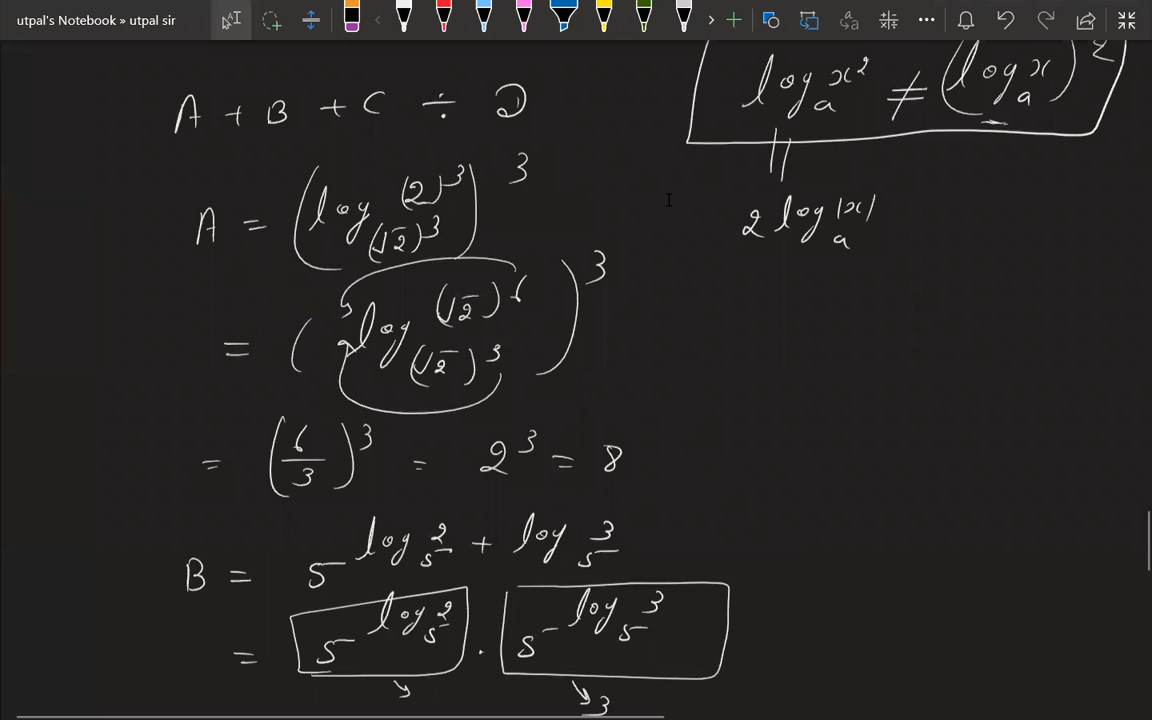 utpal's Notebook » utpal sir
log_a x² ≠ (log_a x)²
A + B + C ÷ D
||
A = (log_{(√2)³} (2)³)³
2 log_a |x|
= (log_{(√2)³} (√2)⁶)³
= (6/3)³ = 2³ = 8
B = 5^{log_5 2 + log_5 3}
= 5^{log_5 2} · 5^{log_5 3}
↘ ↘ 3